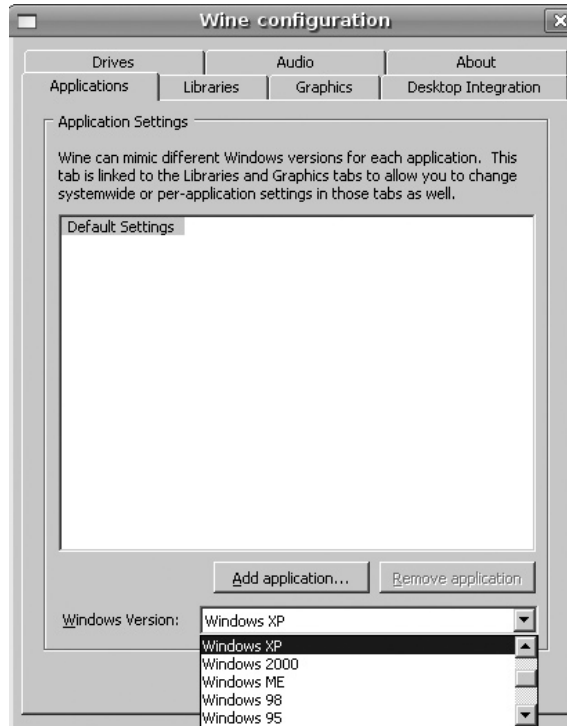 Wine configuration
Drives Audio About
Applications Libraries Graphics Desktop Integration
Application Settings
Wine can mimic different Windows versions for each application. This
tab is linked to the Libraries and Graphics tabs to allow you to change
systemwide or per-application settings in those tabs as well.
Default Settings
Add application... Remove application
Windows Version: Windows XP
Windows XP
Windows 2000
Windows ME
Windows 98
Windows 95